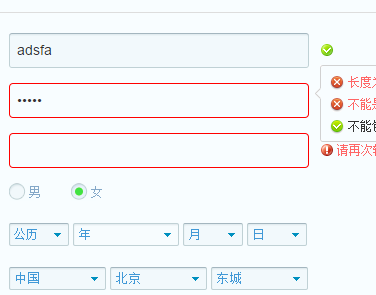 adsfa
•••••
长度
不能
不能
请再次
男 女
公历 年 月 日
中国 北京 东城